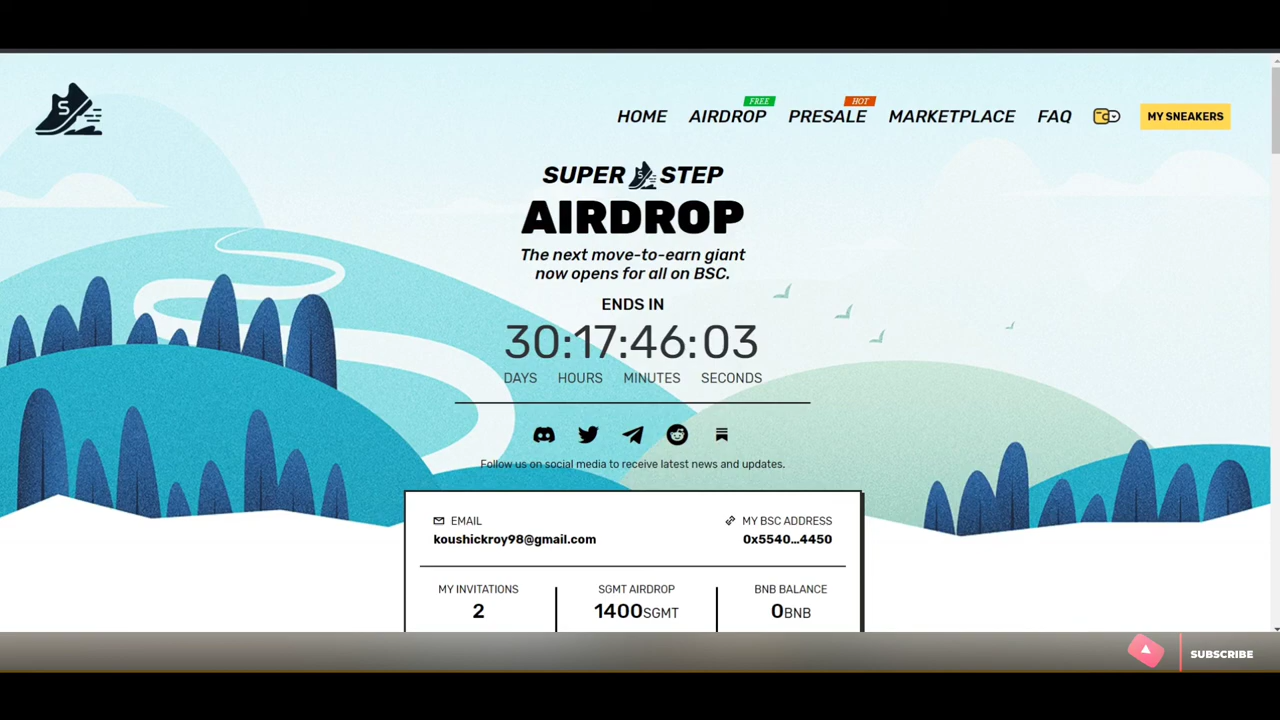 FREE
HOT
HOME AIRDROP PRESALE MARKETPLACE FAQ MY SNEAKERS
S
SUPER S STEP
AIRDROP
The next move-to-earn giant
now opens for all on BSC.
ENDS IN
30:17:46:03
DAYS HOURS MINUTES SECONDS
Follow us on social media to receive latest news and updates.
EMAIL MY BSC ADDRESS
koushickroy98@gmail.com 0x5540...4450
MY INVITATIONS SGMT AIRDROP BNB BALANCE
2 1400SGMT 0BNB
SUBSCRIBE